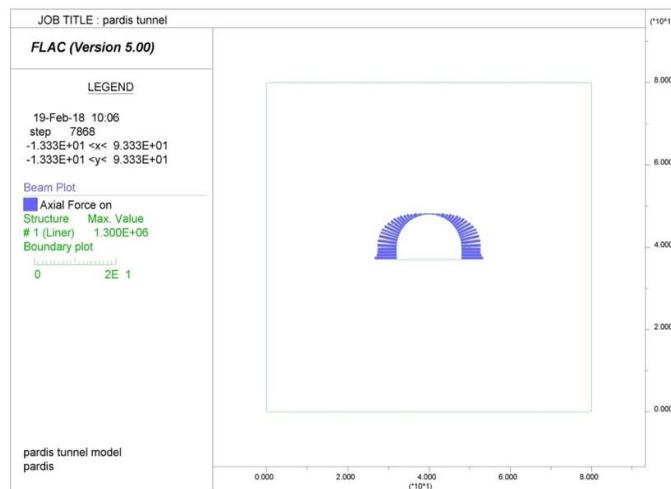 JOB TITLE : pardis tunnel
(*10^1)
FLAC (Version 5.00)
LEGEND
19-Feb-18 10:06
step 7868
-1.333E+01 <x< 9.333E+01
-1.333E+01 <y< 9.333E+01
Beam Plot
Axial Force on
Structure Max. Value
# 1 (Liner) 1.300E+06
Boundary plot
0 2E 1
pardis tunnel model
pardis
8.000
6.000
4.000
2.000
0.000
0.000 2.000 4.000 6.000 8.000
(*10^1)